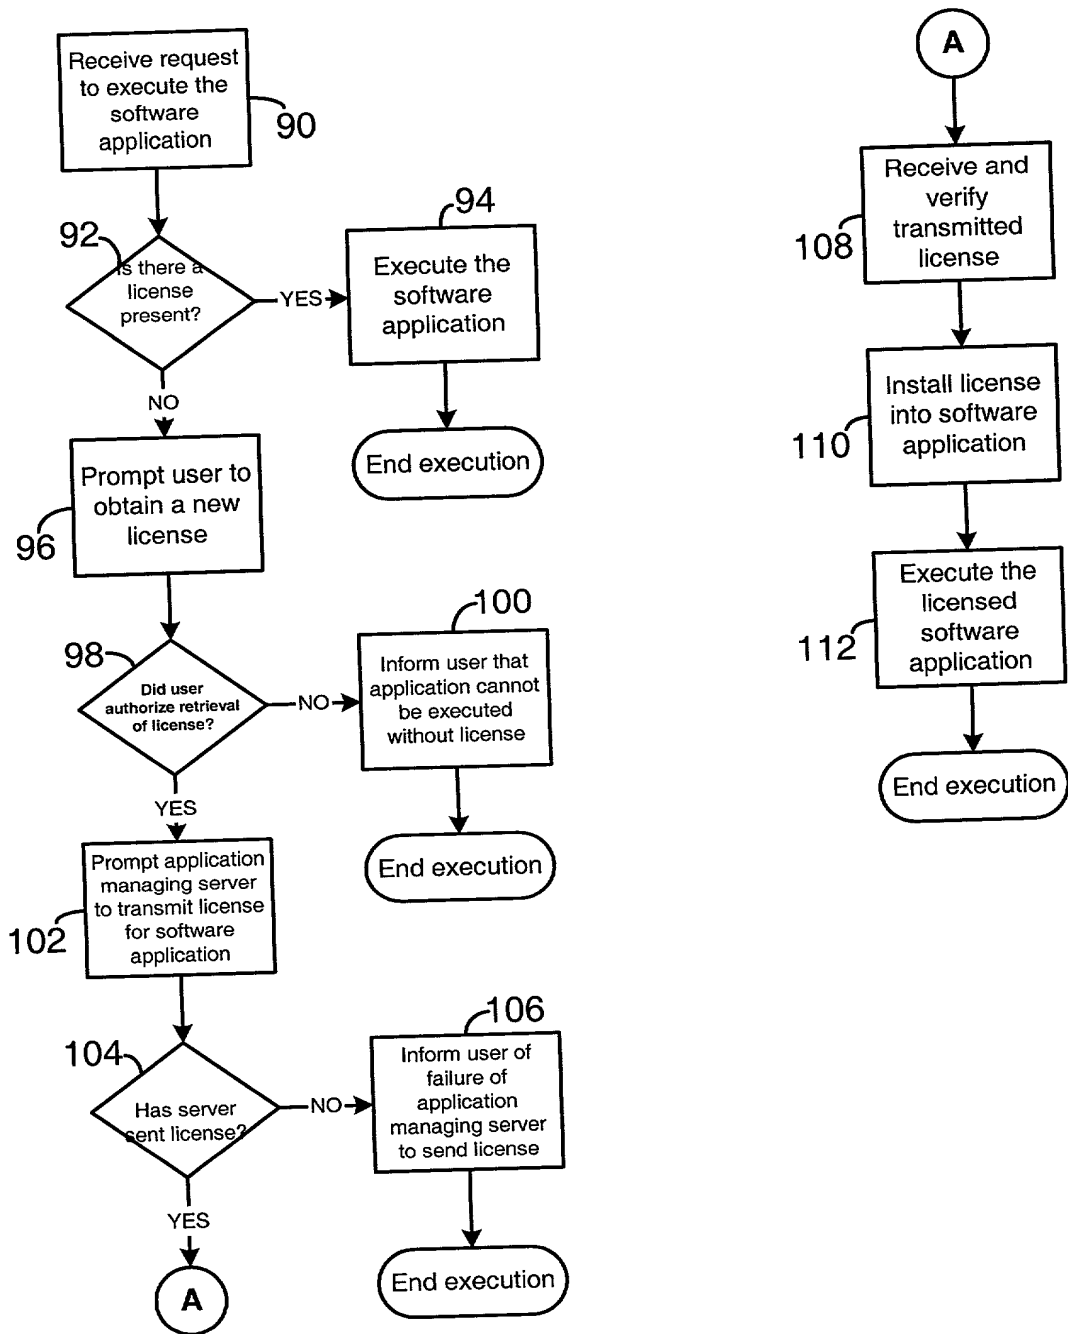 Receive request
to execute the
software
application
90
92
Is there a
license
present?
YES
94
Execute the
software
application
End execution
NO
Prompt user to
obtain a new
license
96
98
Did user
authorize retrieval
of license?
NO
100
Inform user that
application cannot
be executed
without license
End execution
YES
Prompt application
managing server
to transmit license
for software
application
102
104
Has server
sent license?
NO
106
Inform user of
failure of
application
managing server
to send license
End execution
YES
A
A
Receive and
verify
transmitted
license
108
Install license
into software
application
110
Execute the
licensed
software
application
112
End execution